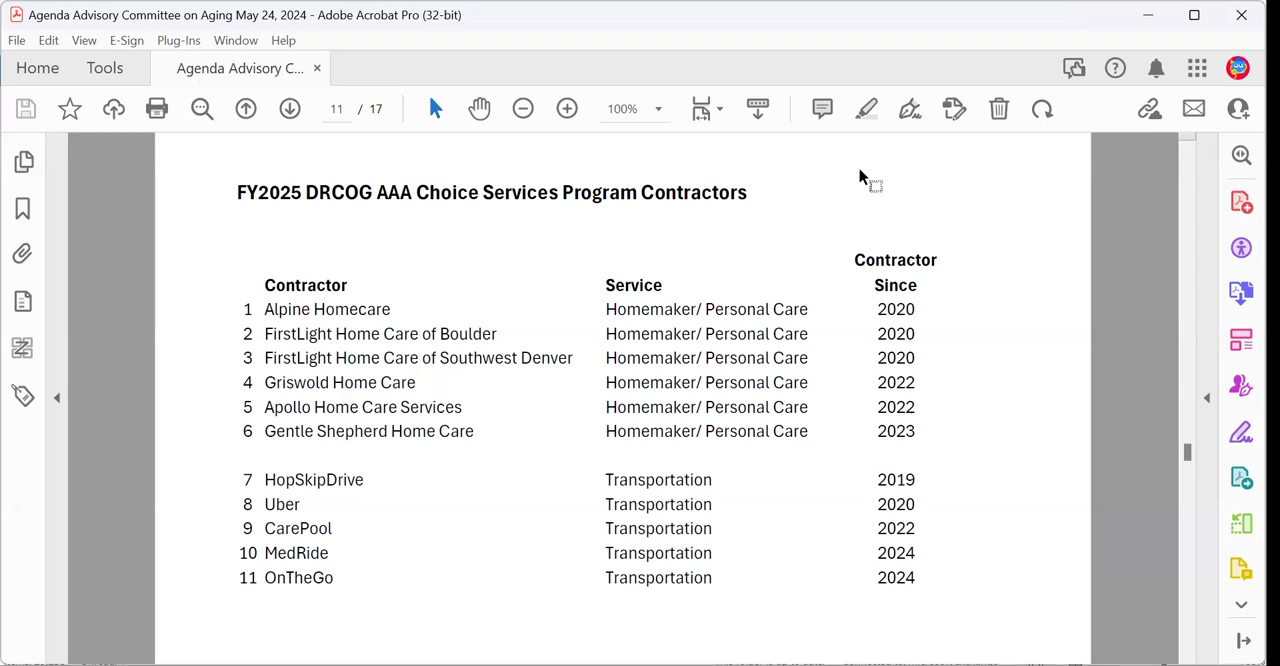 Agenda Advisory Committee on Aging May 24, 2024 - Adobe Acrobat Pro (32-bit)
File Edit View E-Sign Plug-Ins Window Help
Home Tools Agenda Advisory C... ×
11 / 17 100%
FY2025 DRCOG AAA Choice Services Program Contractors
Contractor
Contractor Service Since
1 Alpine Homecare Homemaker/ Personal Care 2020
2 FirstLight Home Care of Boulder Homemaker/ Personal Care 2020
3 FirstLight Home Care of Southwest Denver Homemaker/ Personal Care 2020
4 Griswold Home Care Homemaker/ Personal Care 2022
5 Apollo Home Care Services Homemaker/ Personal Care 2022
6 Gentle Shepherd Home Care Homemaker/ Personal Care 2023
7 HopSkipDrive Transportation 2019
8 Uber Transportation 2020
9 CarePool Transportation 2022
10 MedRide Transportation 2024
11 OnTheGo Transportation 2024